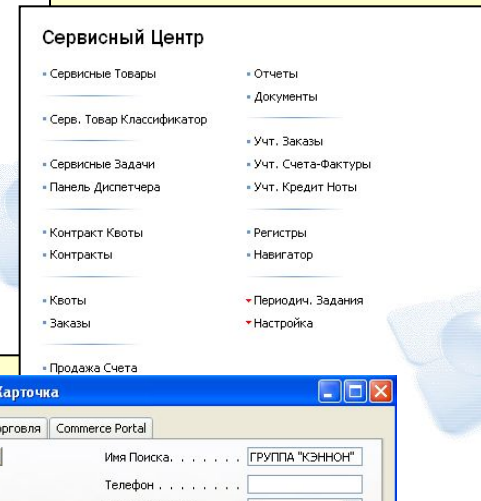 Сервисный Центр
Сервисные Товары
Серв. Товар Классификатор
Сервисные Задачи
Панель Диспетчера
Контракт Квоты
Контракты
Квоты
Заказы
Продажа Счета
Отчеты
Документы
Учт. Заказы
Учт. Счета-Фактуры
Учт. Кредит Ноты
Регистры
Навигатор
Периодич. Задания
Настройка
Карточка
орговля Commerce Portal
Имя Поиска. . . . . . . . ГРУППА "КЭННОН"
Телефон . . . . . . . . .